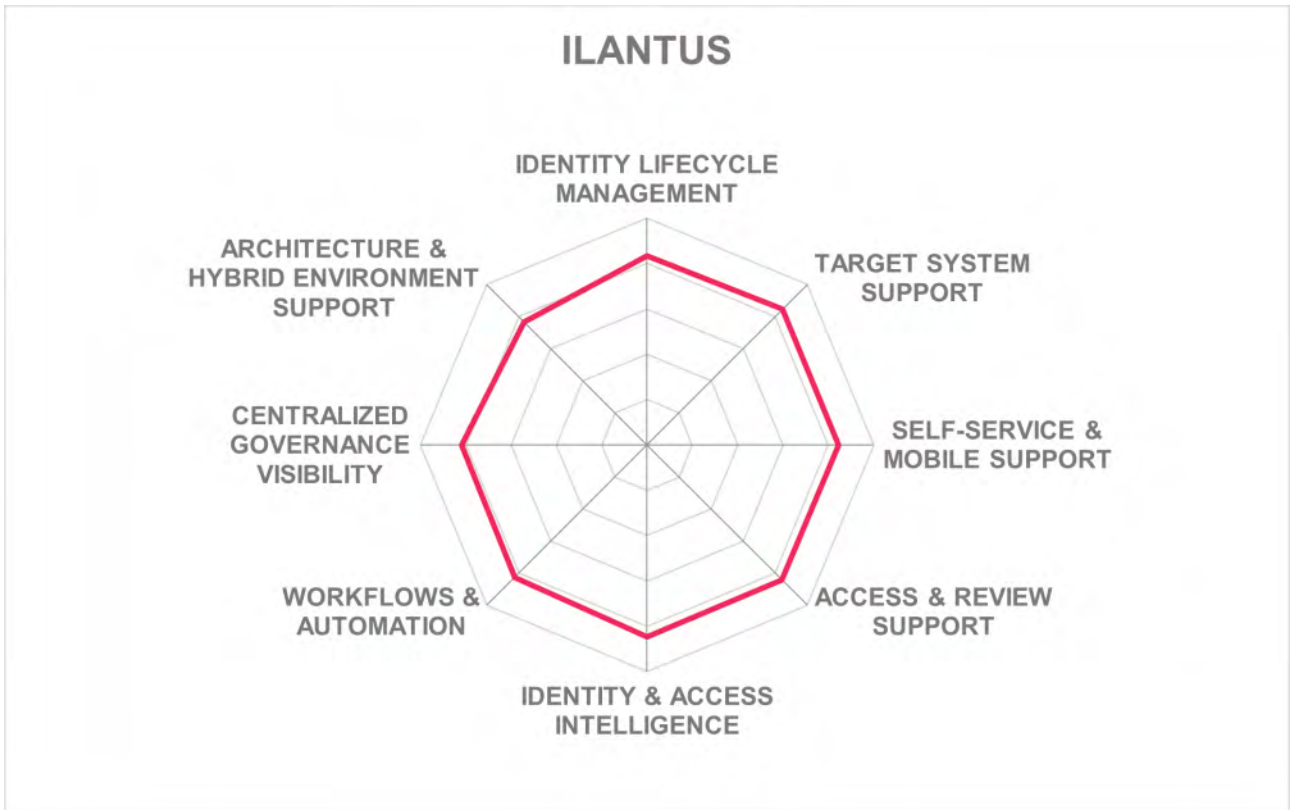 ILANTUS
IDENTITY LIFECYCLE
MANAGEMENT
TARGET SYSTEM
SUPPORT
SELF-SERVICE &
MOBILE SUPPORT
ACCESS & REVIEW
SUPPORT
IDENTITY & ACCESS
INTELLIGENCE
WORKFLOWS &
AUTOMATION
CENTRALIZED
GOVERNANCE
VISIBILITY
ARCHITECTURE &
HYBRID ENVIRONMENT
SUPPORT